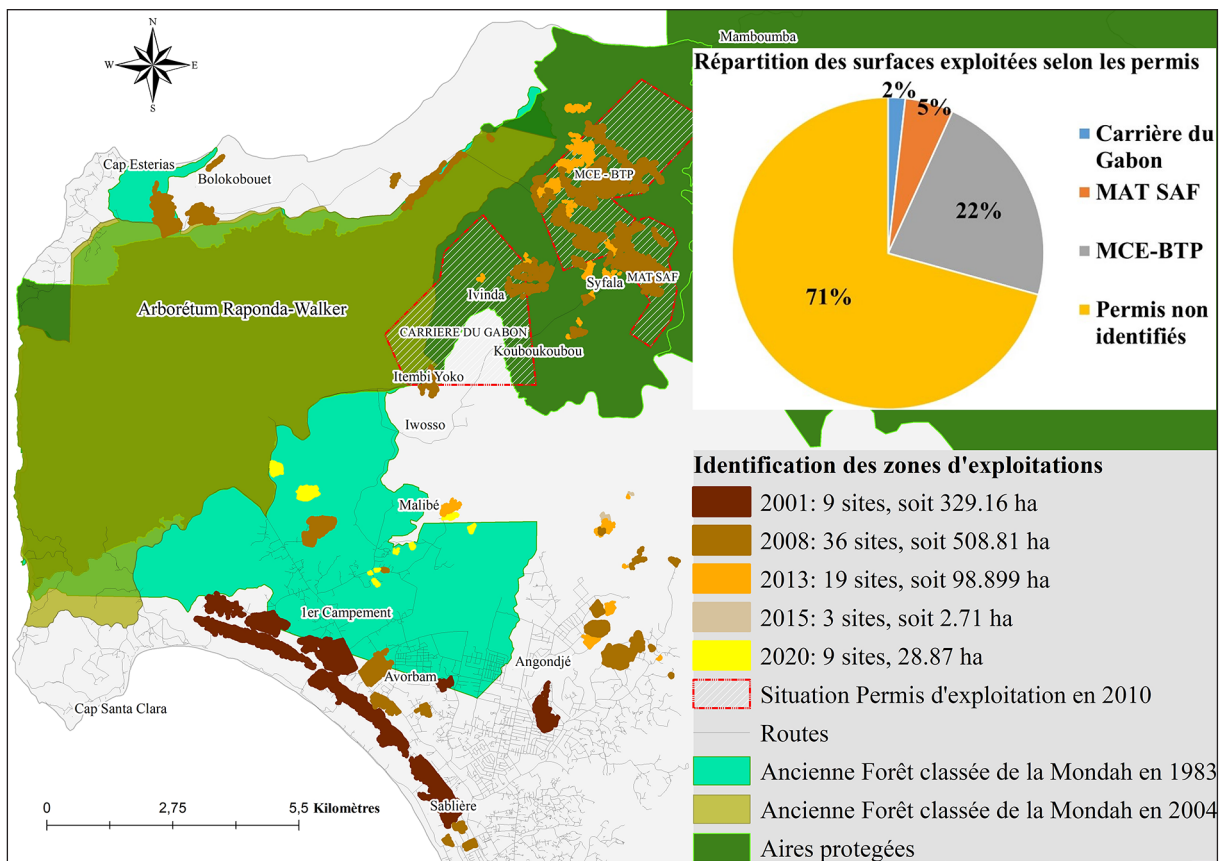 N
W
E
S
Mamboumba
Répartition des surfaces exploitées selon les permis
2%
5%
22%
71%
Carrière du
Gabon
MAT SAF
MCE-BTP
Permis non
identifiés
Cap Esterias
Bolokobouet
MCE - BTP
Arborétum Raponda-Walker
Ivinda
Syfala
MAT SAF
CARRIERE DU GABON
Kouboukoubou
Itembi Yoko
Iwosso
Malibé
1er Campement
Angondjé
Avorbam
Cap Santa Clara
Sablière
0
2,75
5,5 Kilomètres
Identification des zones d'exploitations
2001: 9 sites, soit 329.16 ha
2008: 36 sites, soit 508.81 ha
2013: 19 sites, soit 98.899 ha
2015: 3 sites, soit 2.71 ha
2020: 9 sites, 28.87 ha
Situation Permis d'exploitation en 2010
Routes
Ancienne Forêt classée de la Mondah en 1983
Ancienne Forêt classée de la Mondah en 2004
Aires protegées